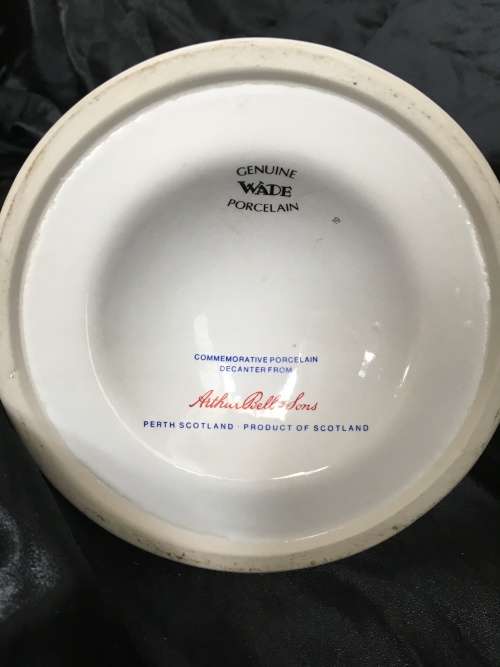 GENUINE
WADE
PORCELAIN
COMMEMORATIVE PORCELAIN
DECANTER FROM
Arthur Bell & Sons
PERTH SCOTLAND · PRODUCT OF SCOTLAND